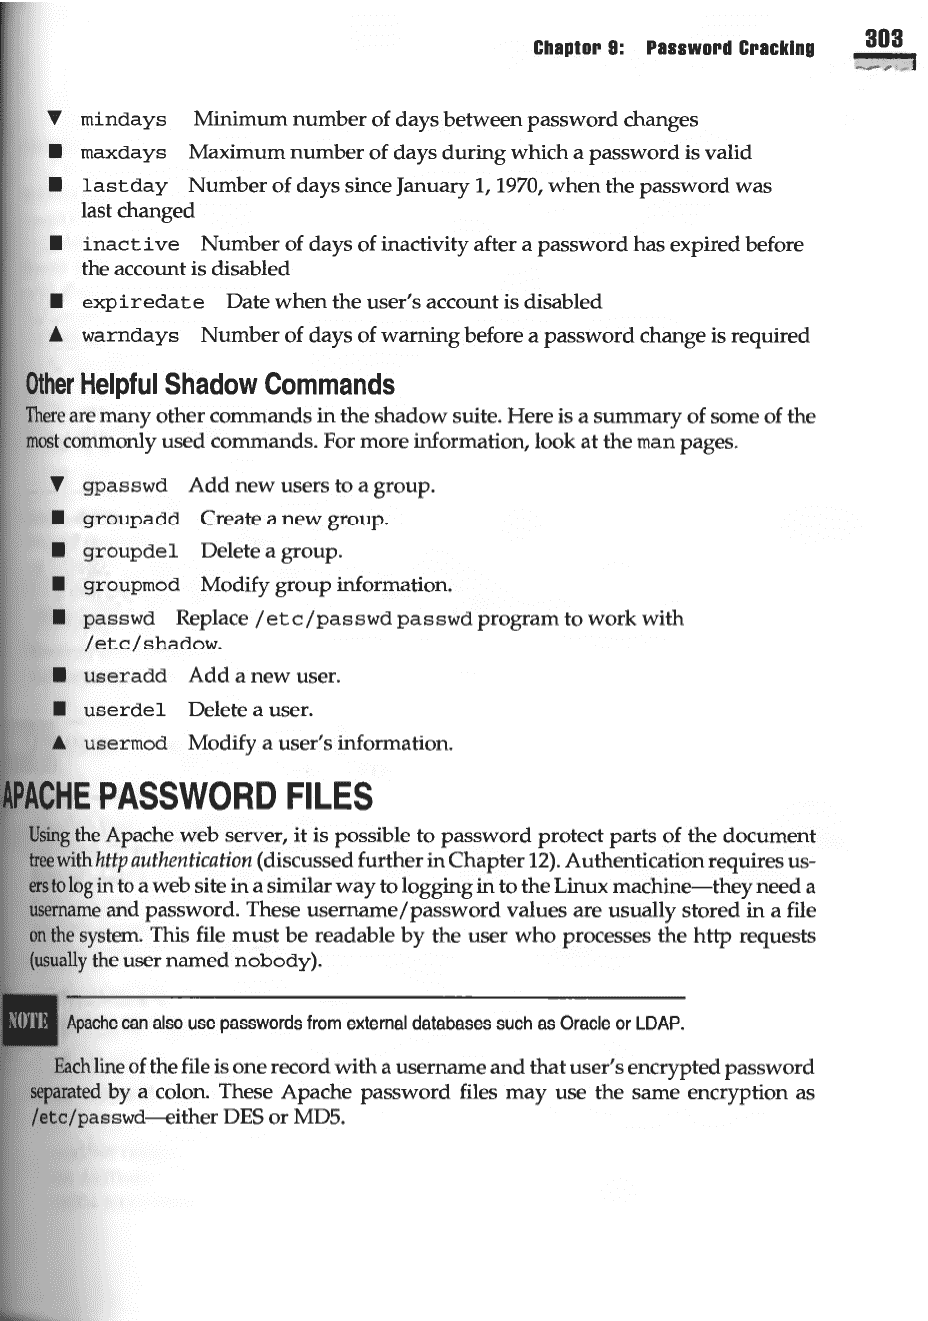 Chapter 9: Password Cracking 303
▼ mindays Minimum number of days between password changes
■ maxdays Maximum number of days during which a password is valid
■ lastday Number of days since January 1, 1970, when the password was
last changed
■ inactive Number of days of inactivity after a password has expired before
the account is disabled
■ expiredate Date when the user's account is disabled
▲ warndays Number of days of warning before a password change is required
Other Helpful Shadow Commands
There are many other commands in the shadow suite. Here is a summary of some of the
most commonly used commands. For more information, look at the man pages.
▼ gpasswd Add new users to a group.
■ groupadd Create a new group.
■ groupdel Delete a group.
■ groupmod Modify group information.
■ passwd Replace /etc/passwd passwd program to work with
/etc/shadow.
■ useradd Add a new user.
■ userdel Delete a user.
▲ usermod Modify a user's information.
APACHE PASSWORD FILES
Using the Apache web server, it is possible to password protect parts of the document
tree with http authentication (discussed further in Chapter 12). Authentication requires us-
ers to log in to a web site in a similar way to logging in to the Linux machine—they need a
username and password. These username/password values are usually stored in a file
on the system. This file must be readable by the user who processes the http requests
(usually the user named nobody).
NOTE Apache can also use passwords from external databases such as Oracle or LDAP.
Each line of the file is one record with a username and that user's encrypted password
separated by a colon. These Apache password files may use the same encryption as
/etc/passwd—either DES or MD5.